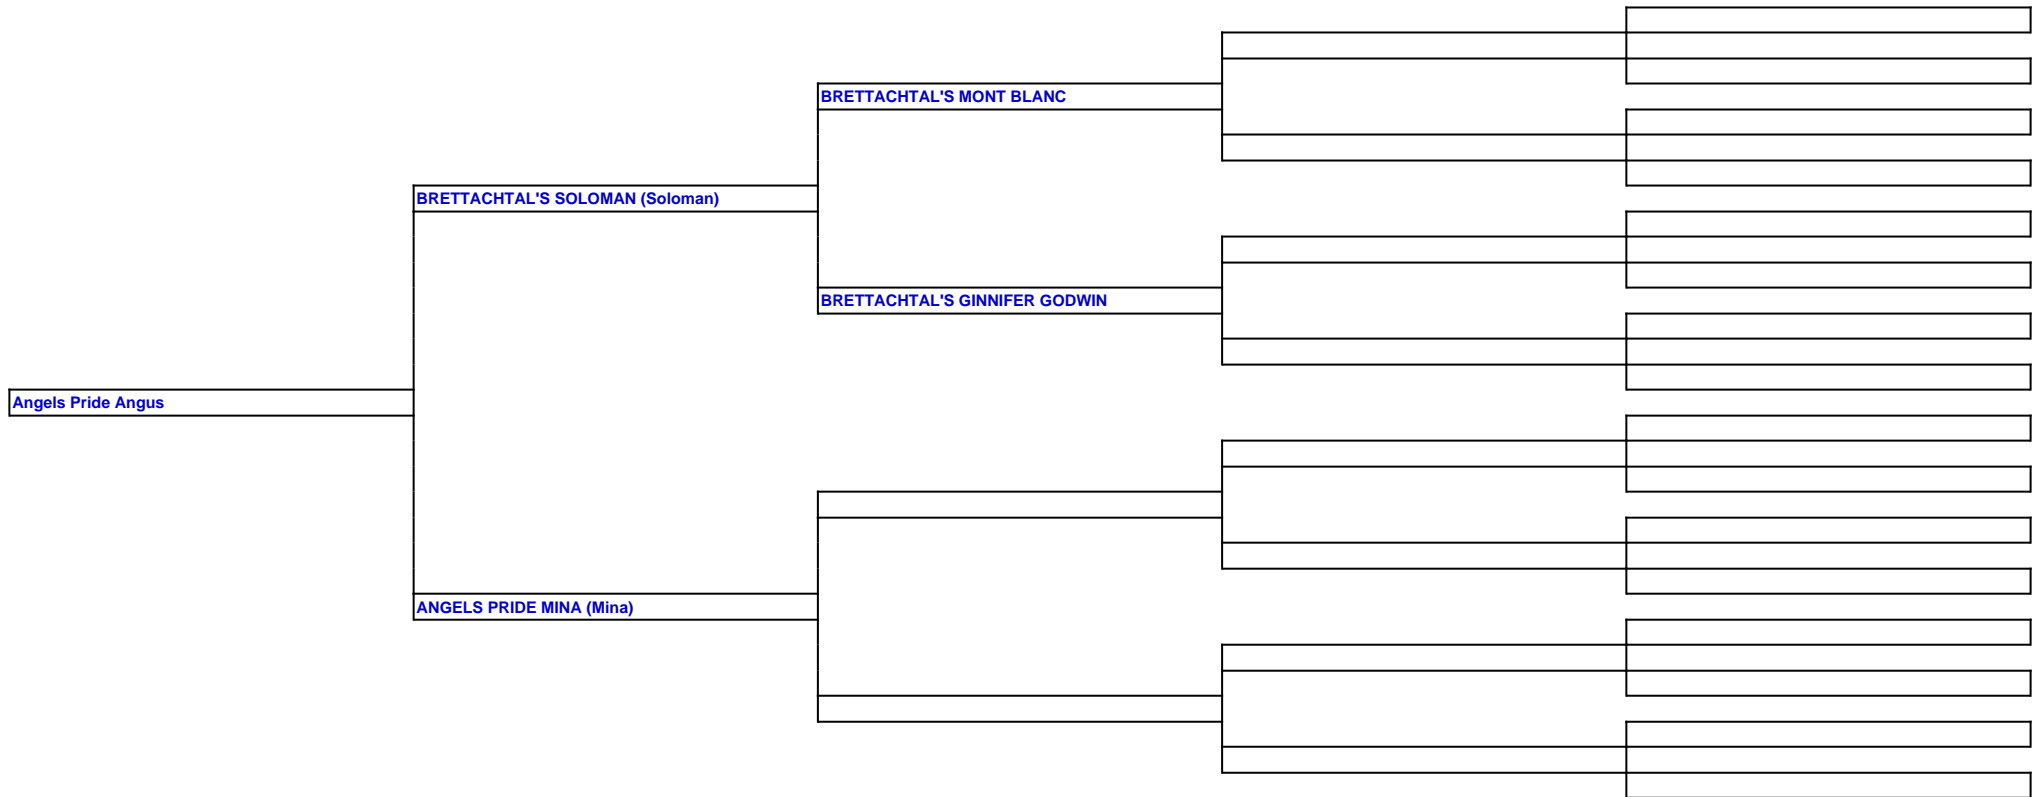 BRETTACHTAL'S MONT BLANC
BRETTACHTAL'S SOLOMAN (Soloman)
BRETTACHTAL'S GINNIFER GODWIN
Angels Pride Angus
ANGELS PRIDE MINA (Mina)